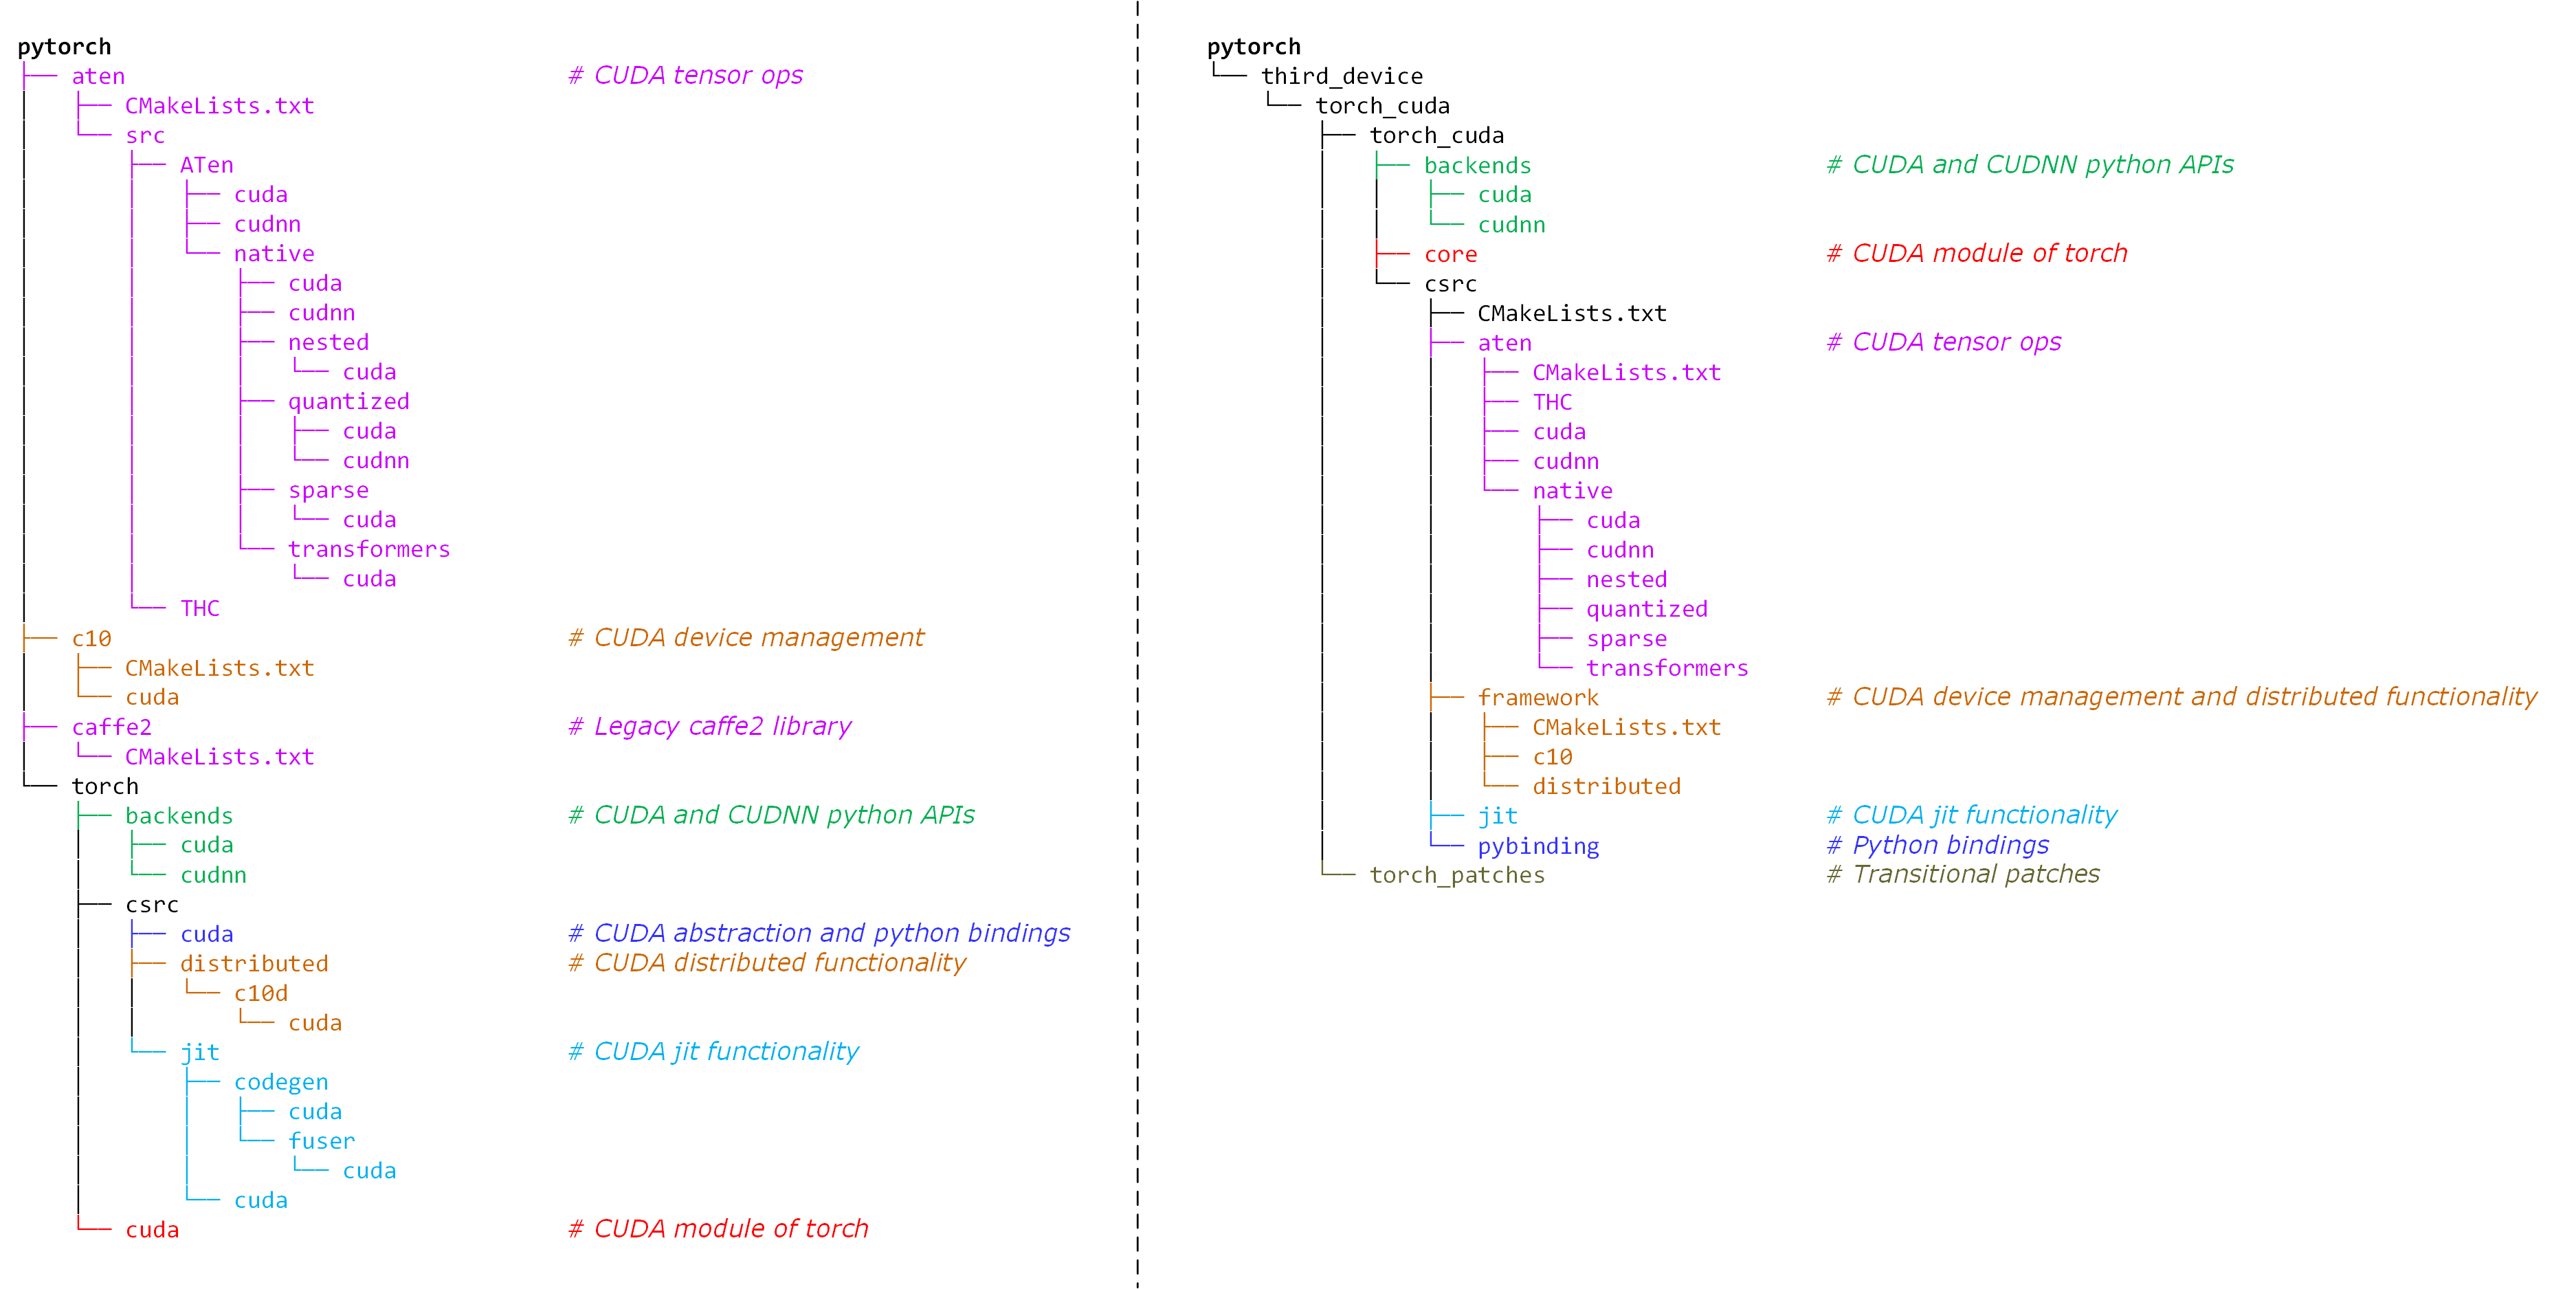 pytorch
├── aten # CUDA tensor ops
│   ├── CMakeLists.txt
│   └── src
│       ├── ATen
│       │   ├── cuda
│       │   ├── cudnn
│       │   └── native
│       │       ├── cuda
│       │       ├── cudnn
│       │       ├── nested
│       │       │   └── cuda
│       │       ├── quantized
│       │       │   ├── cuda
│       │       │   └── cudnn
│       │       ├── sparse
│       │       │   └── cuda
│       │       └── transformers
│       │           └── cuda
│       └── THC
├── c10 # CUDA device management
│   ├── CMakeLists.txt
│   └── cuda
├── caffe2 # Legacy caffe2 library
│   └── CMakeLists.txt
└── torch
    ├── backends # CUDA and CUDNN python APIs
    │   ├── cuda
    │   └── cudnn
    ├── csrc
    │   ├── cuda # CUDA abstraction and python bindings
    │   ├── distributed # CUDA distributed functionality
    │   │   └── c10d
    │   │       └── cuda
    │   └── jit # CUDA jit functionality
    │       ├── codegen
    │       │   ├── cuda
    │       │   └── fuser
    │       │       └── cuda
    │       └── cuda
    └── cuda # CUDA module of torch
pytorch
└── third_device
    └── torch_cuda
        ├── torch_cuda
        │   ├── backends # CUDA and CUDNN python APIs
        │   │   ├── cuda
        │   │   └── cudnn
        │   ├── core # CUDA module of torch
        │   └── csrc
        │       ├── CMakeLists.txt
        │       ├── aten # CUDA tensor ops
        │       │   ├── CMakeLists.txt
        │       │   ├── THC
        │       │   ├── cuda
        │       │   ├── cudnn
        │       │   └── native
        │       │       ├── cuda
        │       │       ├── cudnn
        │       │       ├── nested
        │       │       ├── quantized
        │       │       ├── sparse
        │       │       └── transformers
        │       ├── framework # CUDA device management and distributed functionality
        │       │   ├── CMakeLists.txt
        │       │   ├── c10
        │       │   └── distributed
        │       ├── jit # CUDA jit functionality
        │       └── pybinding # Python bindings
        └── torch_patches # Transitional patches